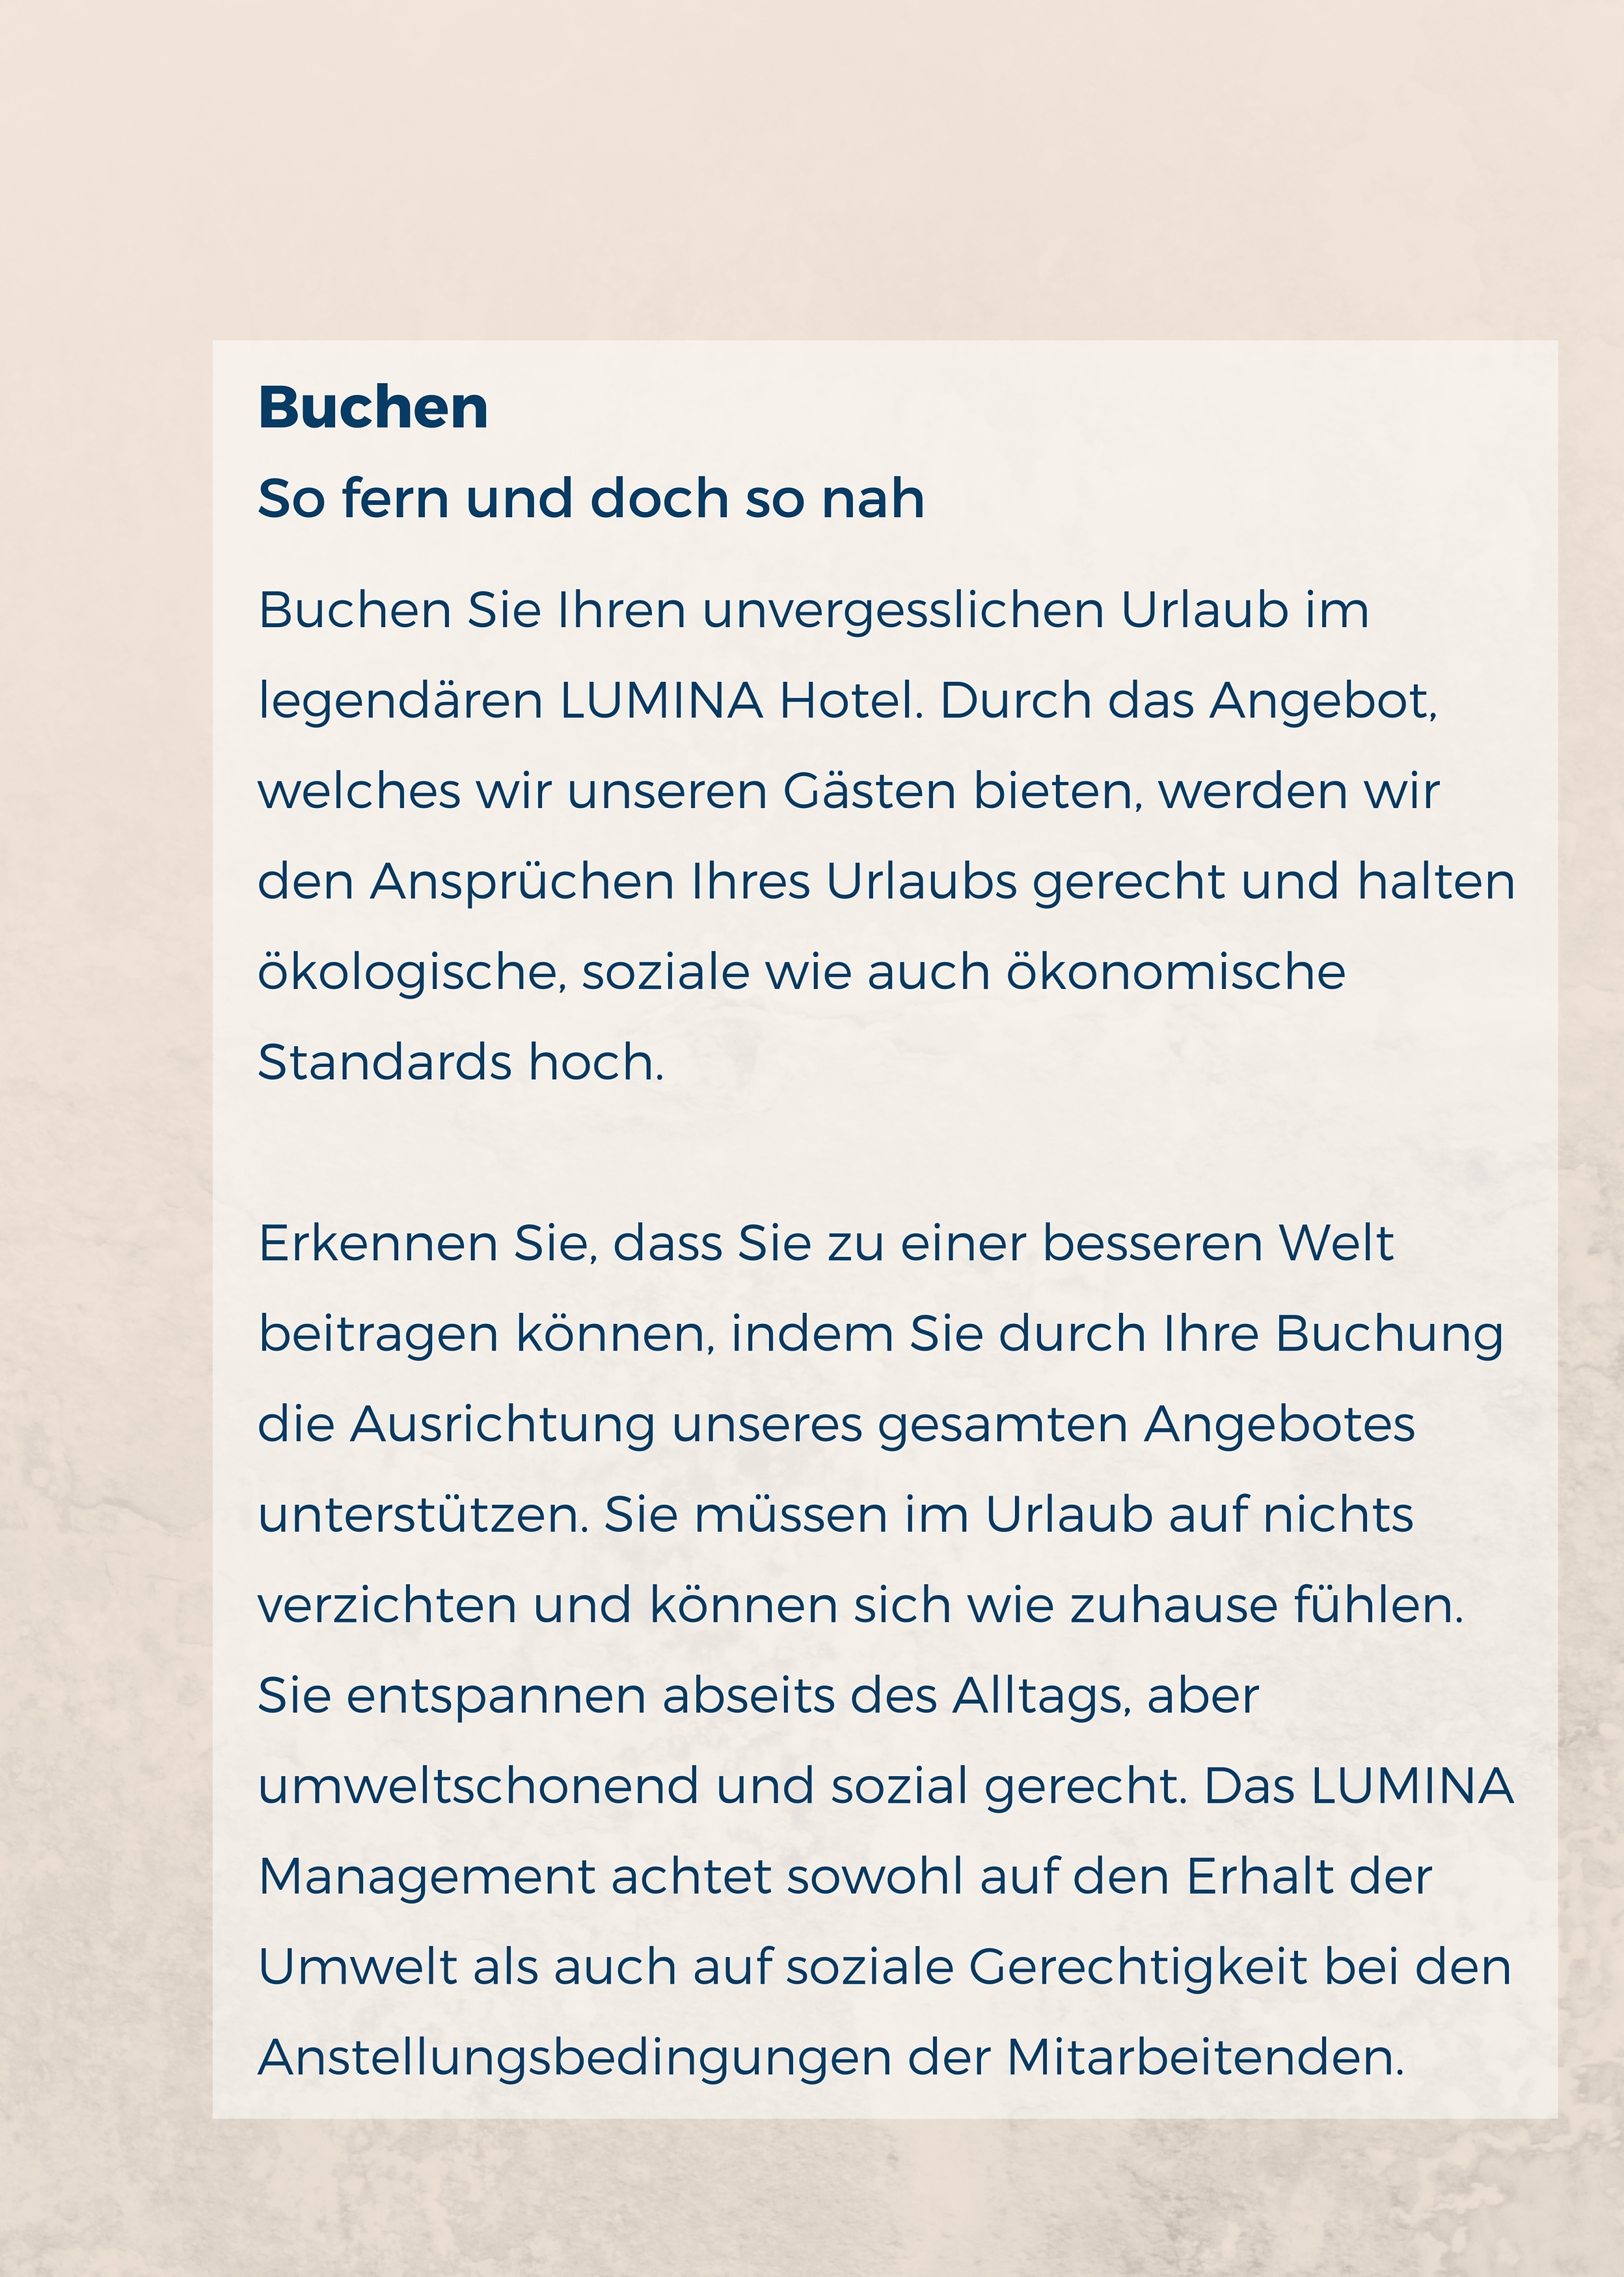 Buchen
So fern und doch so nah
Buchen Sie Ihren unvergesslichen Urlaub im
legendären LUMINA Hotel. Durch das Angebot,
welches wir unseren Gästen bieten, werden wir
den Ansprüchen Ihres Urlaubs gerecht und halten
ökologische, soziale wie auch ökonomische
Standards hoch.
Erkennen Sie, dass Sie zu einer besseren Welt
beitragen können, indem Sie durch Ihre Buchung
die Ausrichtung unseres gesamten Angebotes
unterstützen. Sie müssen im Urlaub auf nichts
verzichten und können sich wie zuhause fühlen.
Sie entspannen abseits des Alltags, aber
umweltschonend und sozial gerecht. Das LUMINA
Management achtet sowohl auf den Erhalt der
Umwelt als auch auf soziale Gerechtigkeit bei den
Anstellungsbedingungen der Mitarbeitenden.